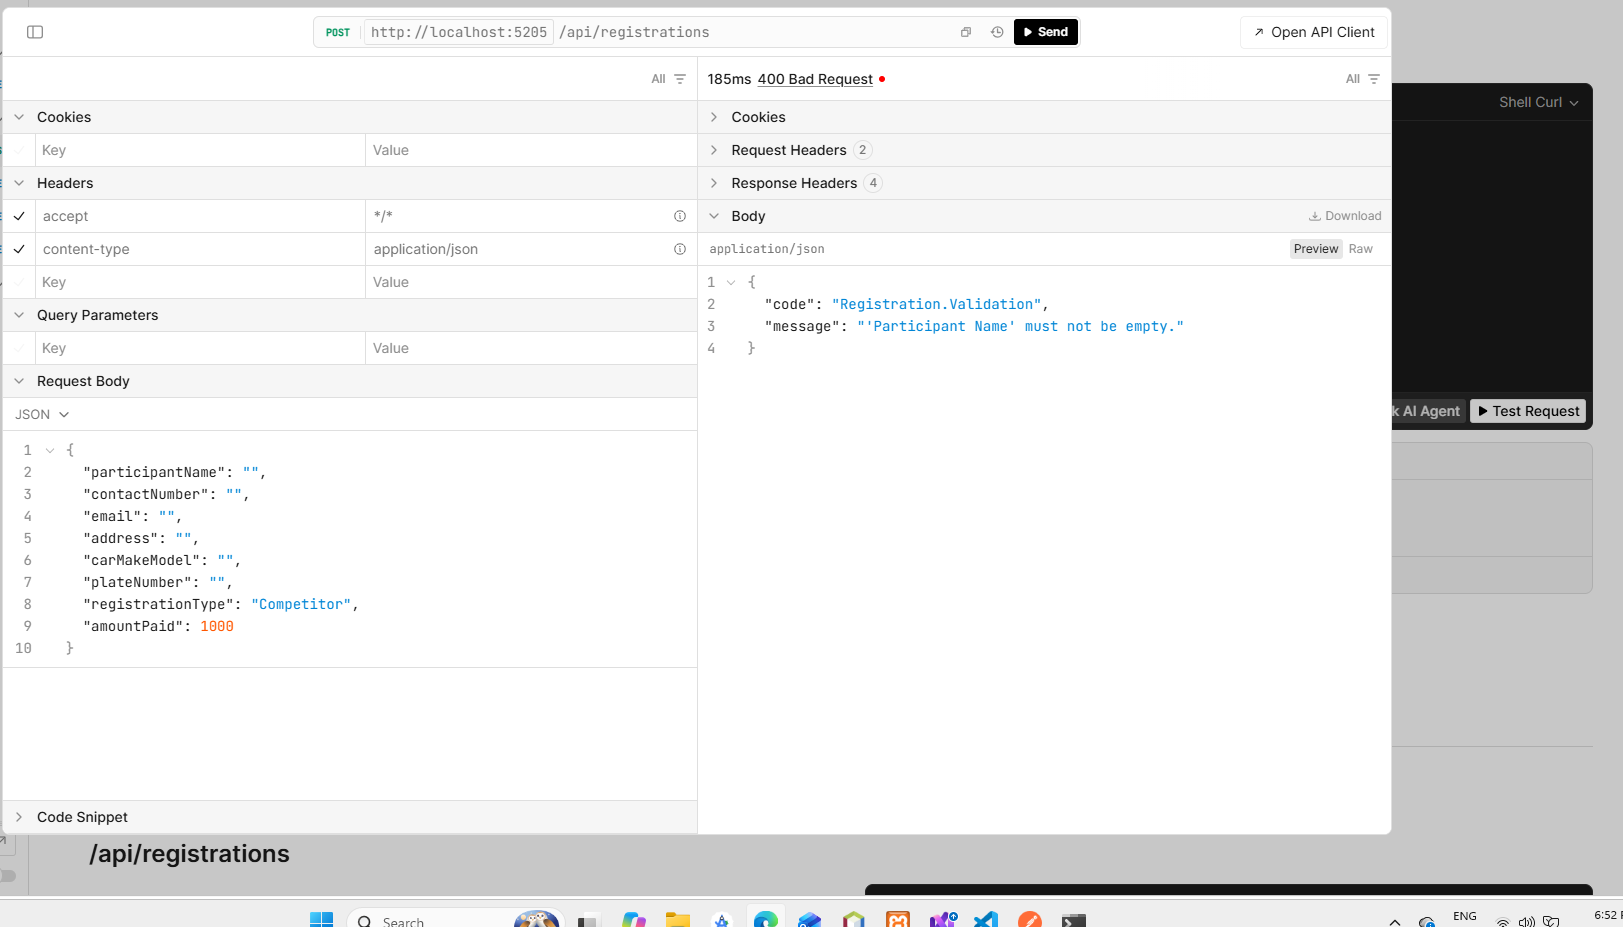 POST http://localhost:5205 /api/registrations Send
Open API Client
All
185ms 400 Bad Request
All
Cookies
Key Value
Headers
accept */*
content-type application/json
Key Value
Query Parameters
Key Value
Request Body
JSON
1 {
2 "participantName": "",
3 "contactNumber": "",
4 "email": "",
5 "address": "",
6 "carMakeModel": "",
7 "plateNumber": "",
8 "registrationType": "Competitor",
9 "amountPaid": 1000
10 }
Code Snippet
Cookies
Request Headers 2
Response Headers 4
Body Download
application/json Preview Raw
1 {
2 "code": "Registration.Validation",
3 "message": "'Participant Name' must not be empty."
4 }
Shell Curl
AI Agent Test Request
/api/registrations
Search
ENG
6:52